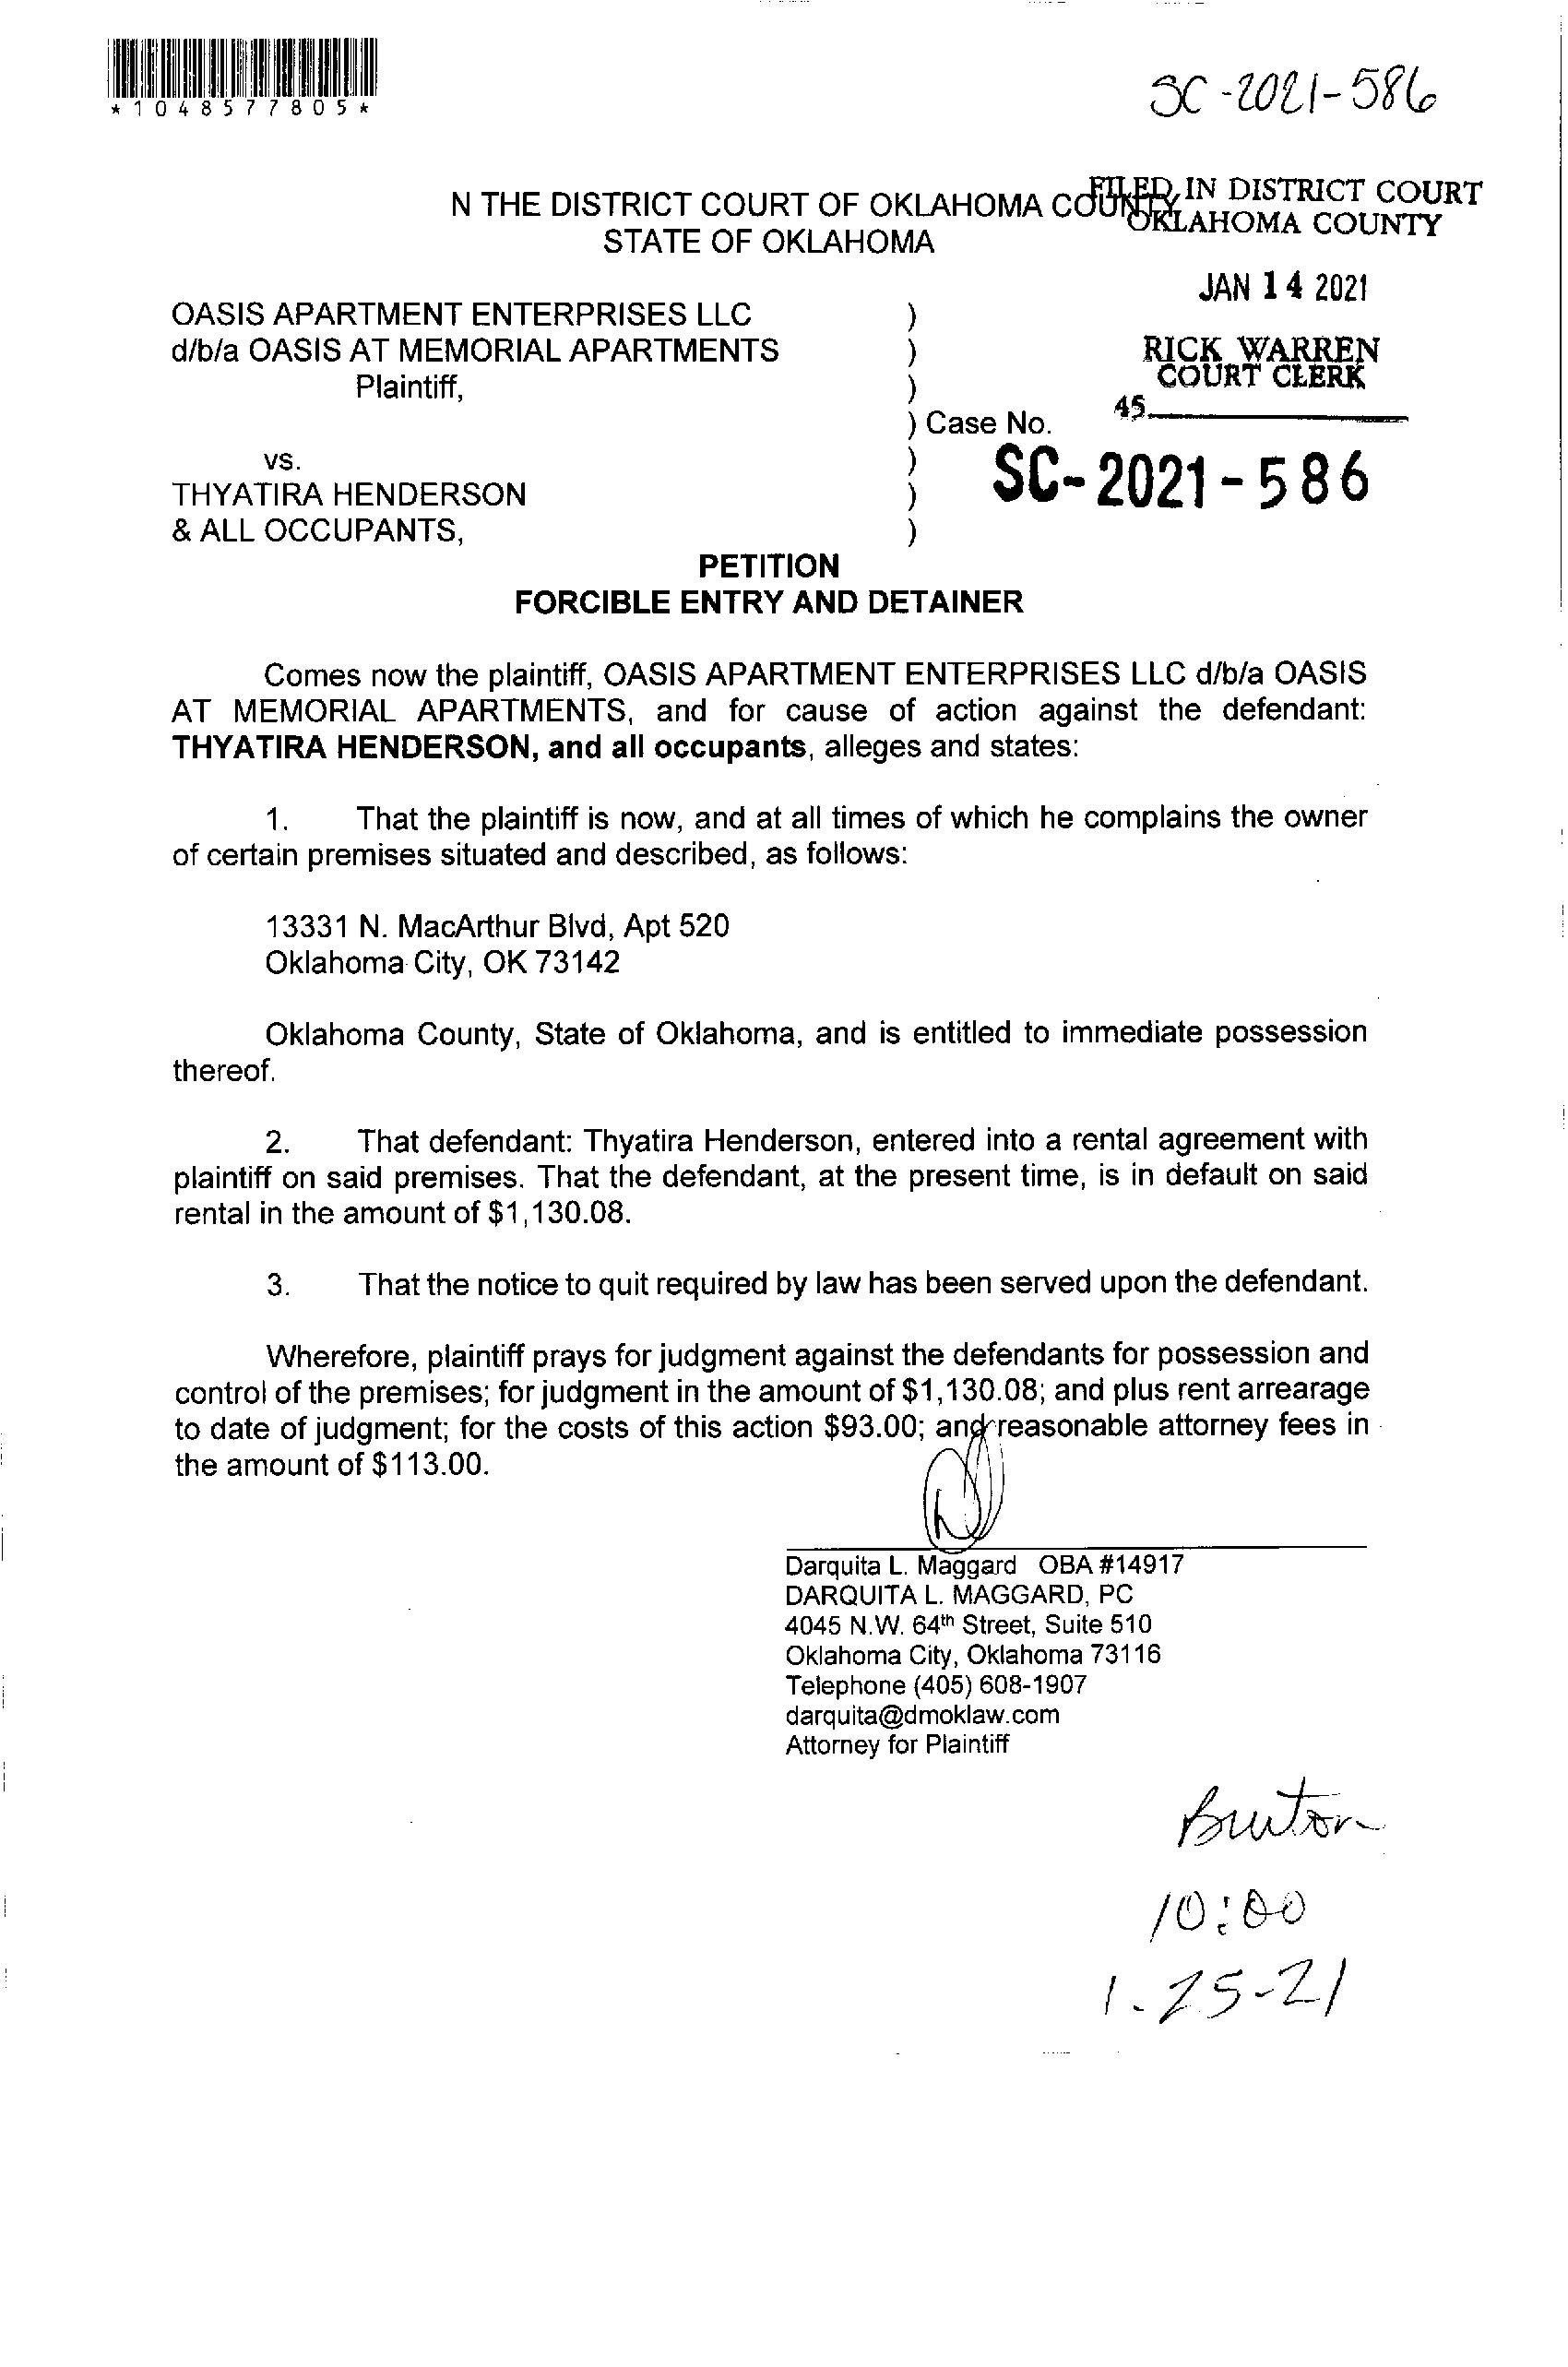 *1048577805*
SC-2021-586
N THE DISTRICT COURT OF OKLAHOMA COUNTY
FILED IN DISTRICT COURT
OKLAHOMA COUNTY
STATE OF OKLAHOMA
JAN 14 2021
OASIS APARTMENT ENTERPRISES LLC )
d/b/a OASIS AT MEMORIAL APARTMENTS )
RICK WARREN
COURT CLERK
Plaintiff, )
45
) Case No.
vs. )
SC-2021-586
THYATIRA HENDERSON )
& ALL OCCUPANTS, )
PETITION
FORCIBLE ENTRY AND DETAINER
Comes now the plaintiff, OASIS APARTMENT ENTERPRISES LLC d/b/a OASIS
AT MEMORIAL APARTMENTS, and for cause of action against the defendant:
THYATIRA HENDERSON, and all occupants, alleges and states:
1. That the plaintiff is now, and at all times of which he complains the owner
of certain premises situated and described, as follows:
13331 N. MacArthur Blvd, Apt 520
Oklahoma City, OK 73142
Oklahoma County, State of Oklahoma, and is entitled to immediate possession
thereof.
2. That defendant: Thyatira Henderson, entered into a rental agreement with
plaintiff on said premises. That the defendant, at the present time, is in default on said
rental in the amount of $1,130.08.
3. That the notice to quit required by law has been served upon the defendant.
Wherefore, plaintiff prays for judgment against the defendants for possession and
control of the premises; for judgment in the amount of $1,130.08; and plus rent arrearage
to date of judgment; for the costs of this action $93.00; and reasonable attorney fees in
the amount of $113.00.
Darquita L. Maggard OBA #14917
DARQUITA L. MAGGARD, PC
4045 N.W. 64th Street, Suite 510
Oklahoma City, Oklahoma 73116
Telephone (405) 608-1907
darquita@dmoklaw.com
Attorney for Plaintiff
Burton
10:00
1-25-21